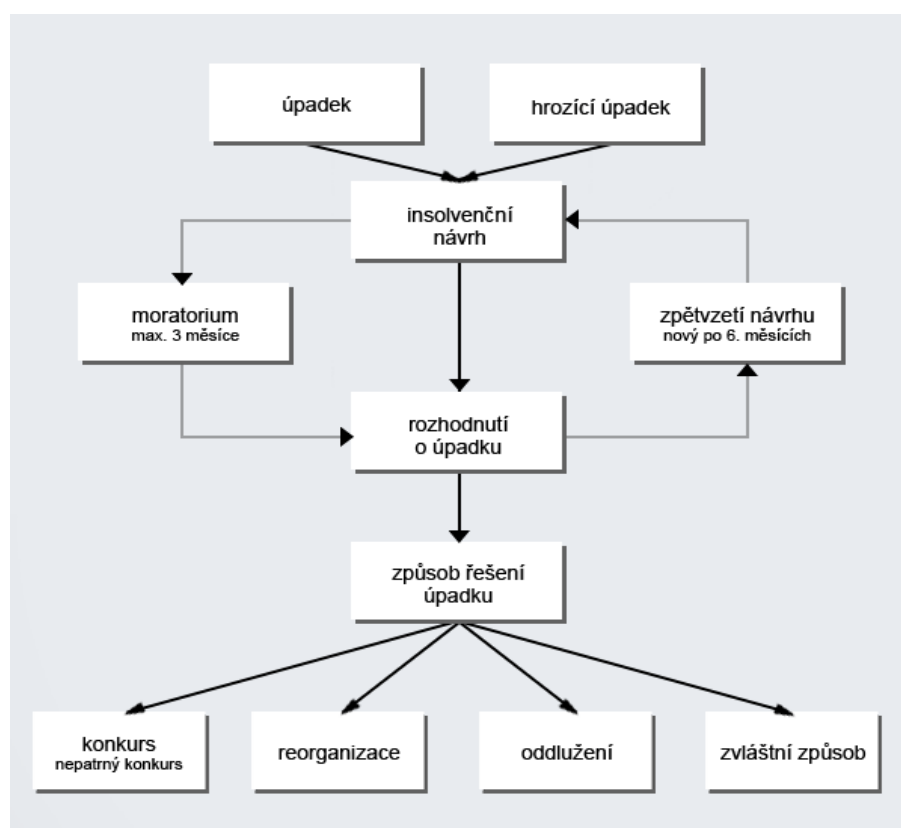 úpadek
hrozící úpadek
insolvenční
návrh
moratorium
max. 3 měsíce
zpětvzetí návrhu
nový po 6. měsících
rozhodnutí
o úpadku
způsob řešení
úpadku
konkurs
nepatrný konkurs
reorganizace
oddlužení
zvláštní způsob